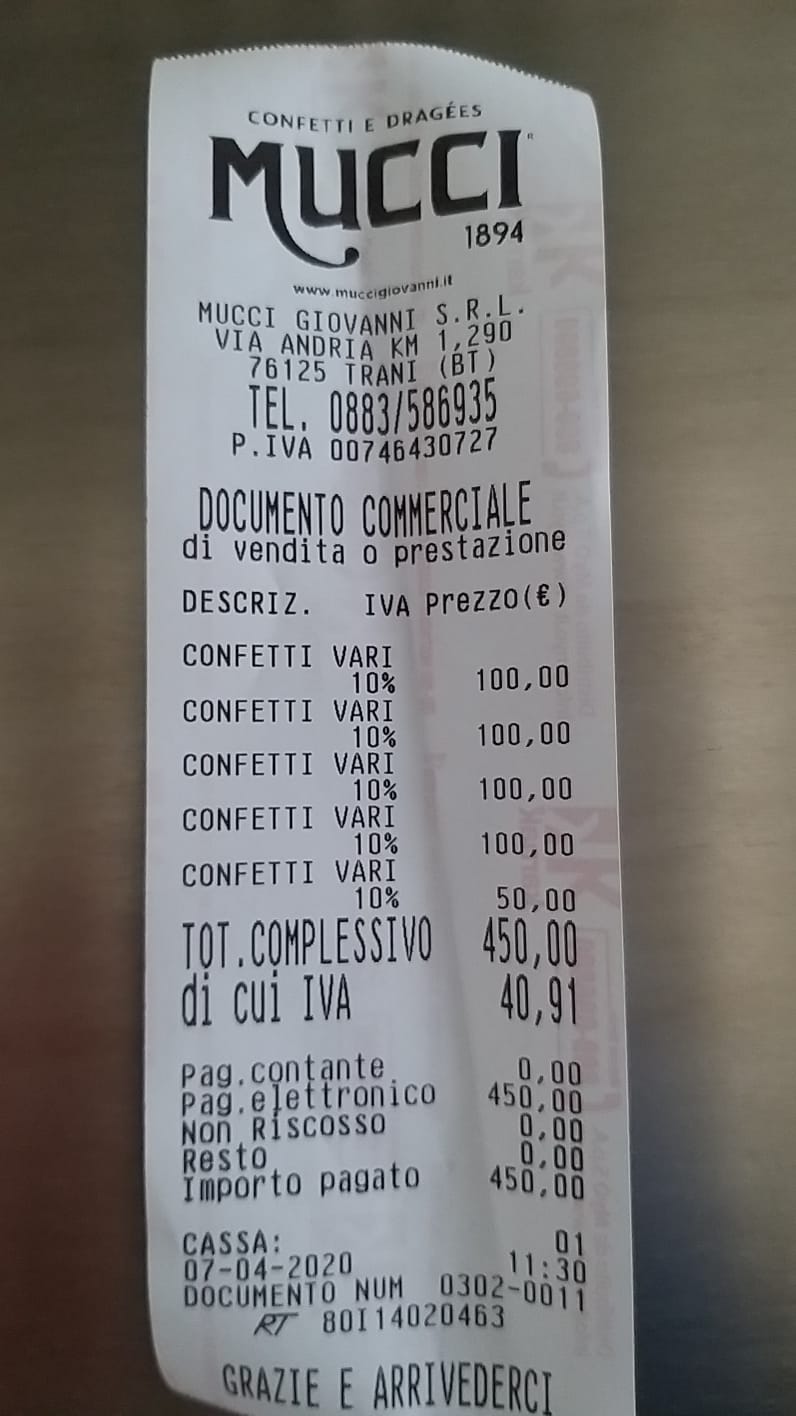 CONFETTI E DRAGÉES
MUCCI®
1894
www.muccigiovanni.it
MUCCI GIOVANNI S.R.L.
VIA ANDRIA KM 1,290
76125 TRANI (BT)
TEL. 0883/586935
P.IVA 00746430727
DOCUMENTO COMMERCIALE
di vendita o prestazione
DESCRIZ. IVA Prezzo(€)
CONFETTI VARI
10% 100,00
CONFETTI VARI
10% 100,00
CONFETTI VARI
10% 100,00
CONFETTI VARI
10% 100,00
CONFETTI VARI
10% 50,00
TOT.COMPLESSIVO 450,00
di cui IVA 40,91
Pag.contante 0,00
Pag.elettronico 450,00
Non Riscosso 0,00
Resto 0,00
Importo pagato 450,00
CASSA: 01
07-04-2020 11:30
DOCUMENTO NUM 0302-0011
RT 80I14020463
GRAZIE E ARRIVEDERCI